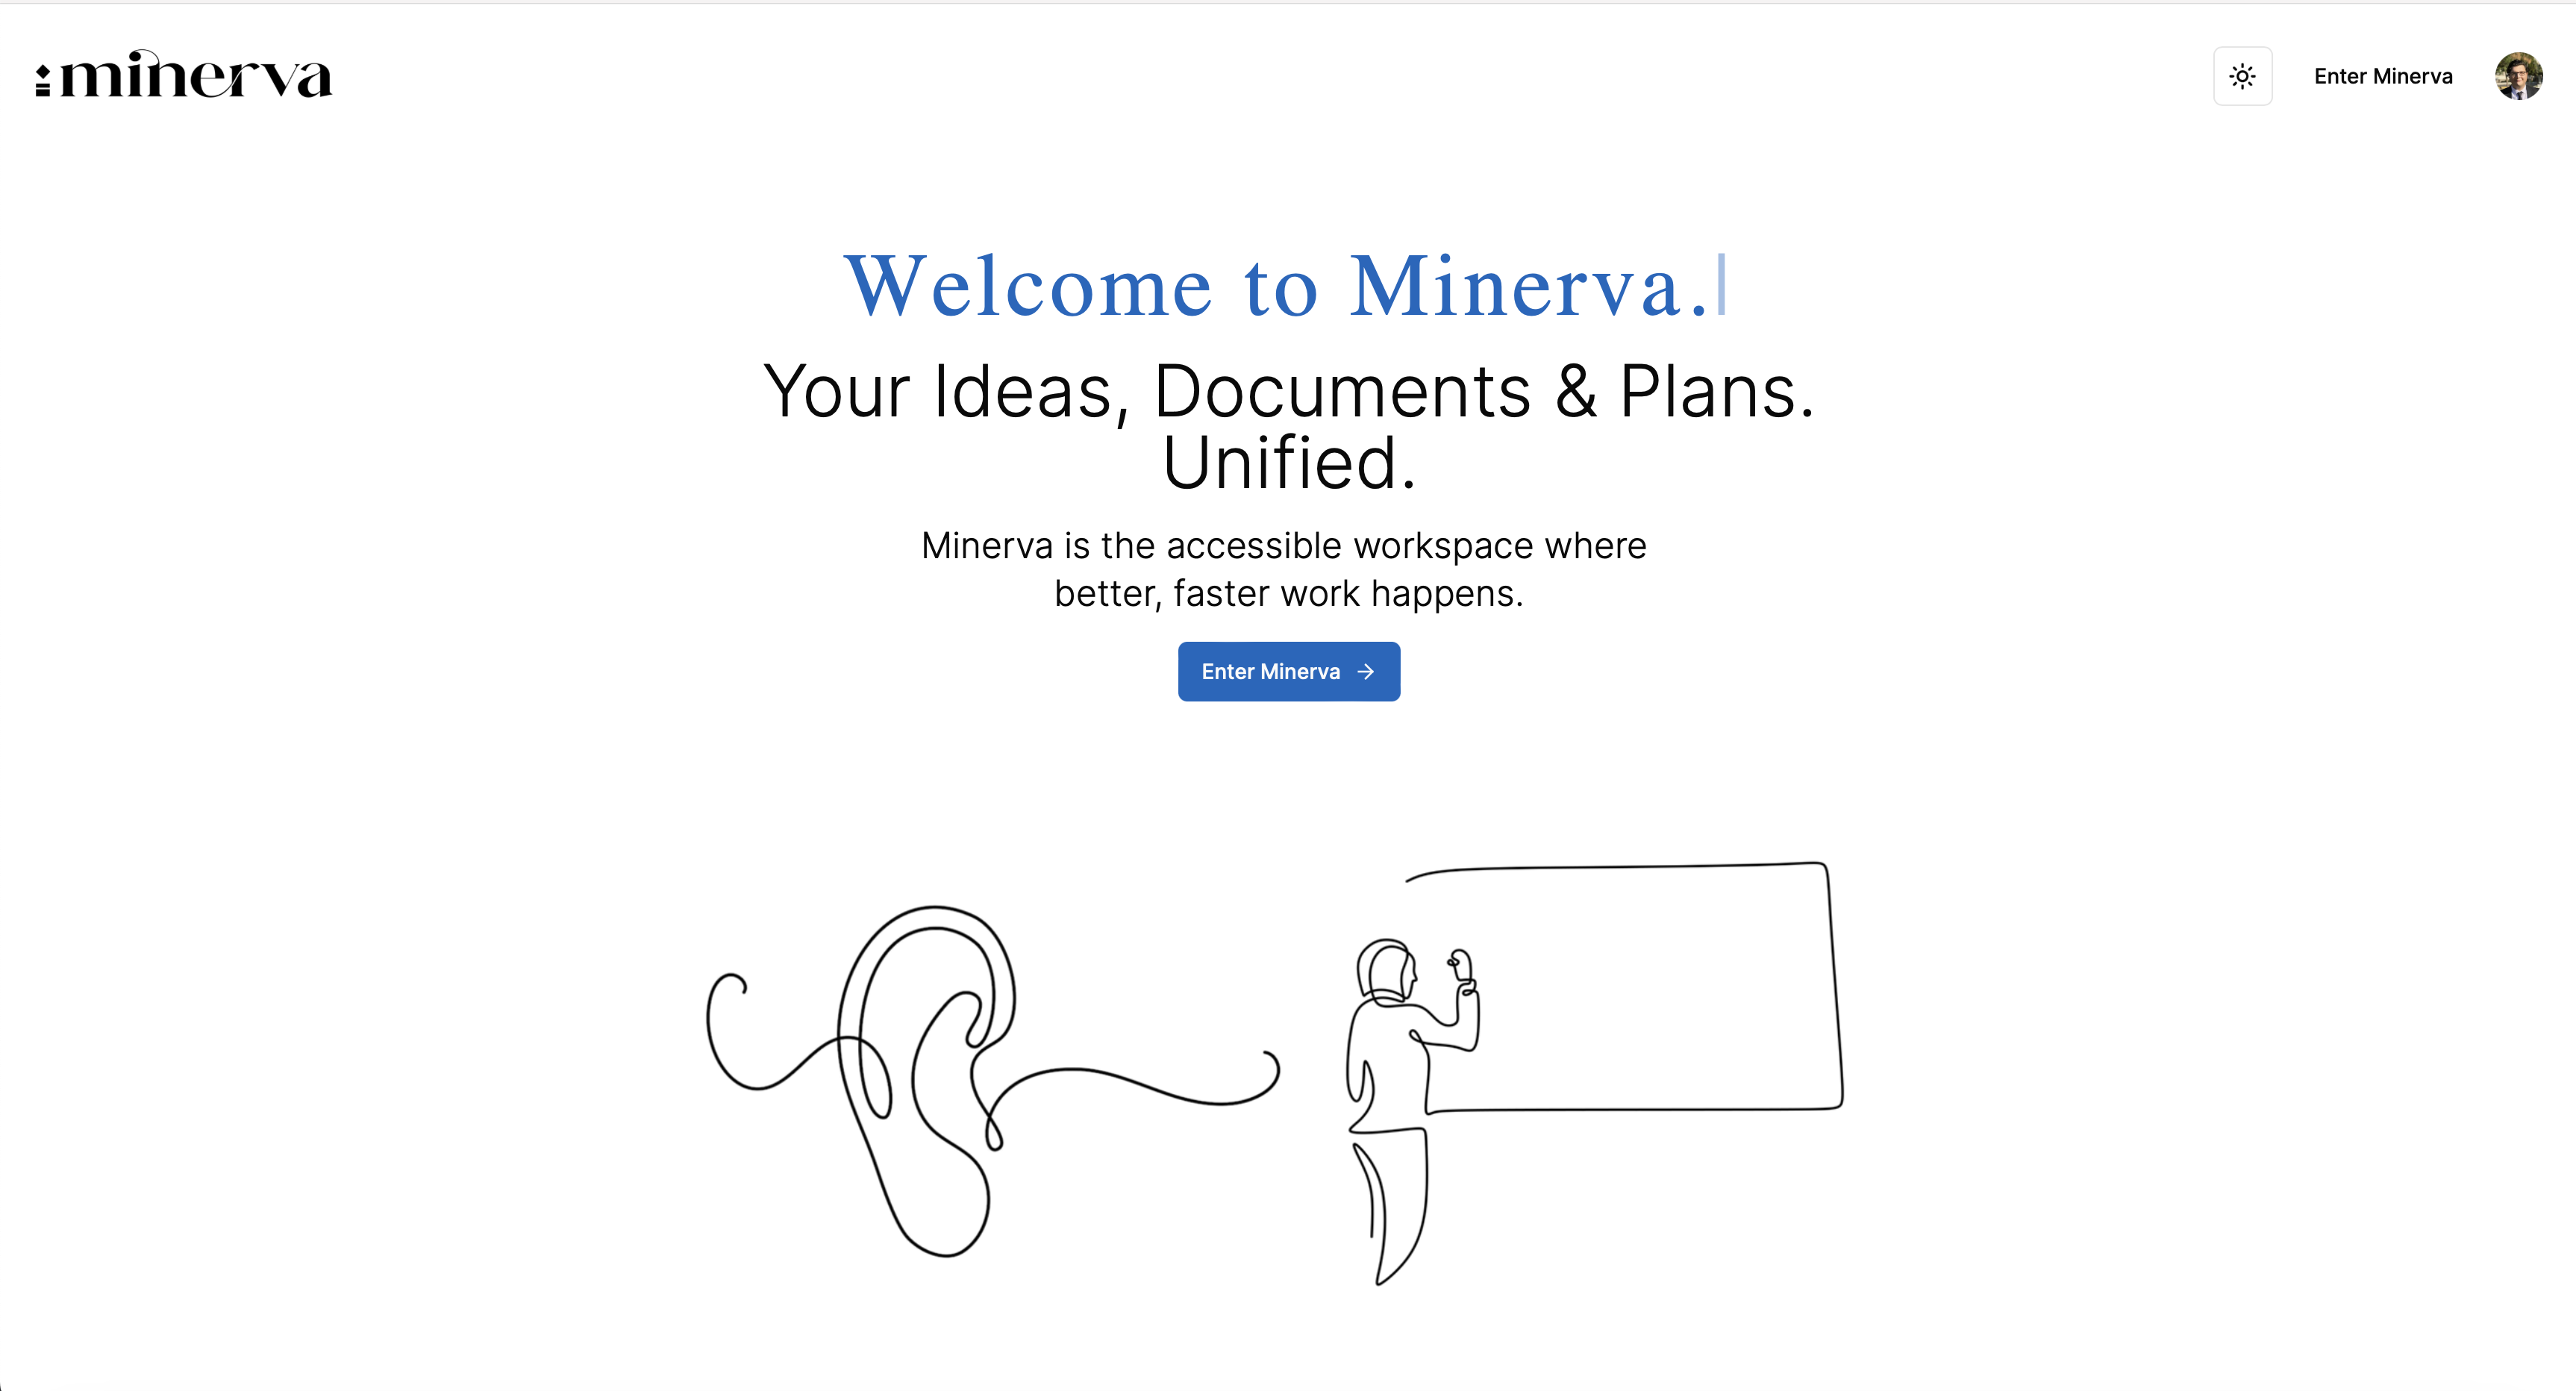 minerva
Enter Minerva
Welcome to Minerva.
Your Ideas, Documents & Plans.
Unified.
Minerva is the accessible workspace where
better, faster work happens.
Enter Minerva